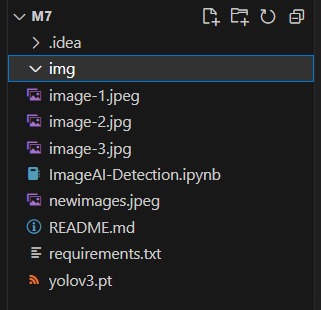 M7
.idea
img
image-1.jpeg
image-2.jpg
image-3.jpg
ImageAI-Detection.ipynb
newimages.jpeg
README.md
requirements.txt
yolov3.pt